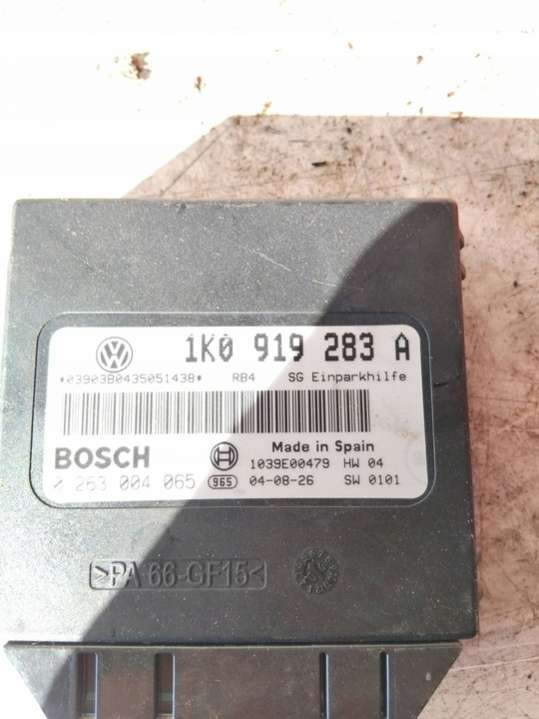 1K0 919 283 A
*03903B0435051438* RB4 SG Einparkhilfe
BOSCH Made in Spain
1039E00479 HW 04
0 263 004 065 965 04-08-26 SW 0101
>PA 66-GF15<